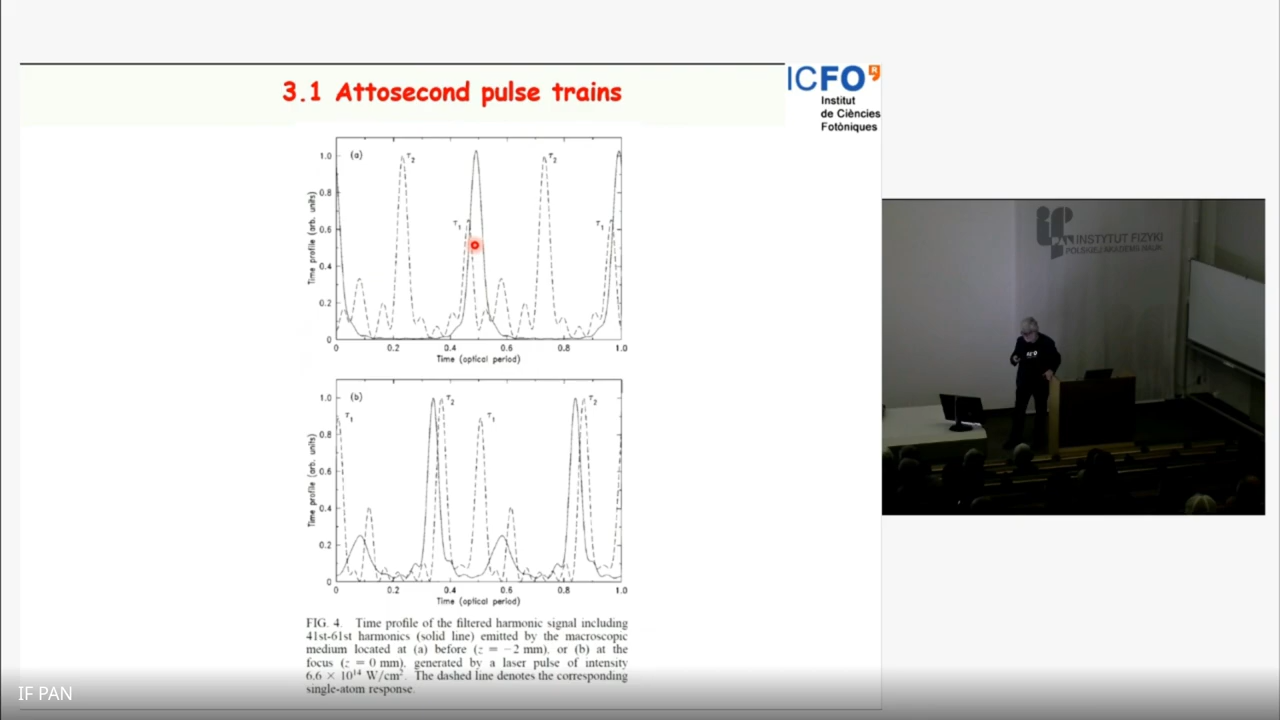 3.1 Attosecond pulse trains
ICFO
R
Institut
de Ciències
Fotòniques
(a)
τ2
τ2
τ1
τ1
1.0
0.8
0.6
0.4
0.2
0
Time profile (arb. units)
0 0.2 0.4 0.6 0.8 1.0
Time (optical period)
(b)
τ1
τ2
τ1
τ2
1.0
0.8
0.6
0.4
0.2
0
Time profile (arb. units)
0 0.2 0.4 0.6 0.8 1.0
Time (optical period)
FIG. 4. Time profile of the filtered harmonic signal including
41st-61st harmonics (solid line) emitted by the macroscopic
medium located at (a) before (z = −2 mm), or (b) at the
focus (z = 0 mm), generated by a laser pulse of intensity
6.6 × 10¹⁴ W/cm². The dashed line denotes the corresponding
single-atom response.
INSTYTUT FIZYKI
POLSKIEJ AKADEMII NAUK
IF PAN